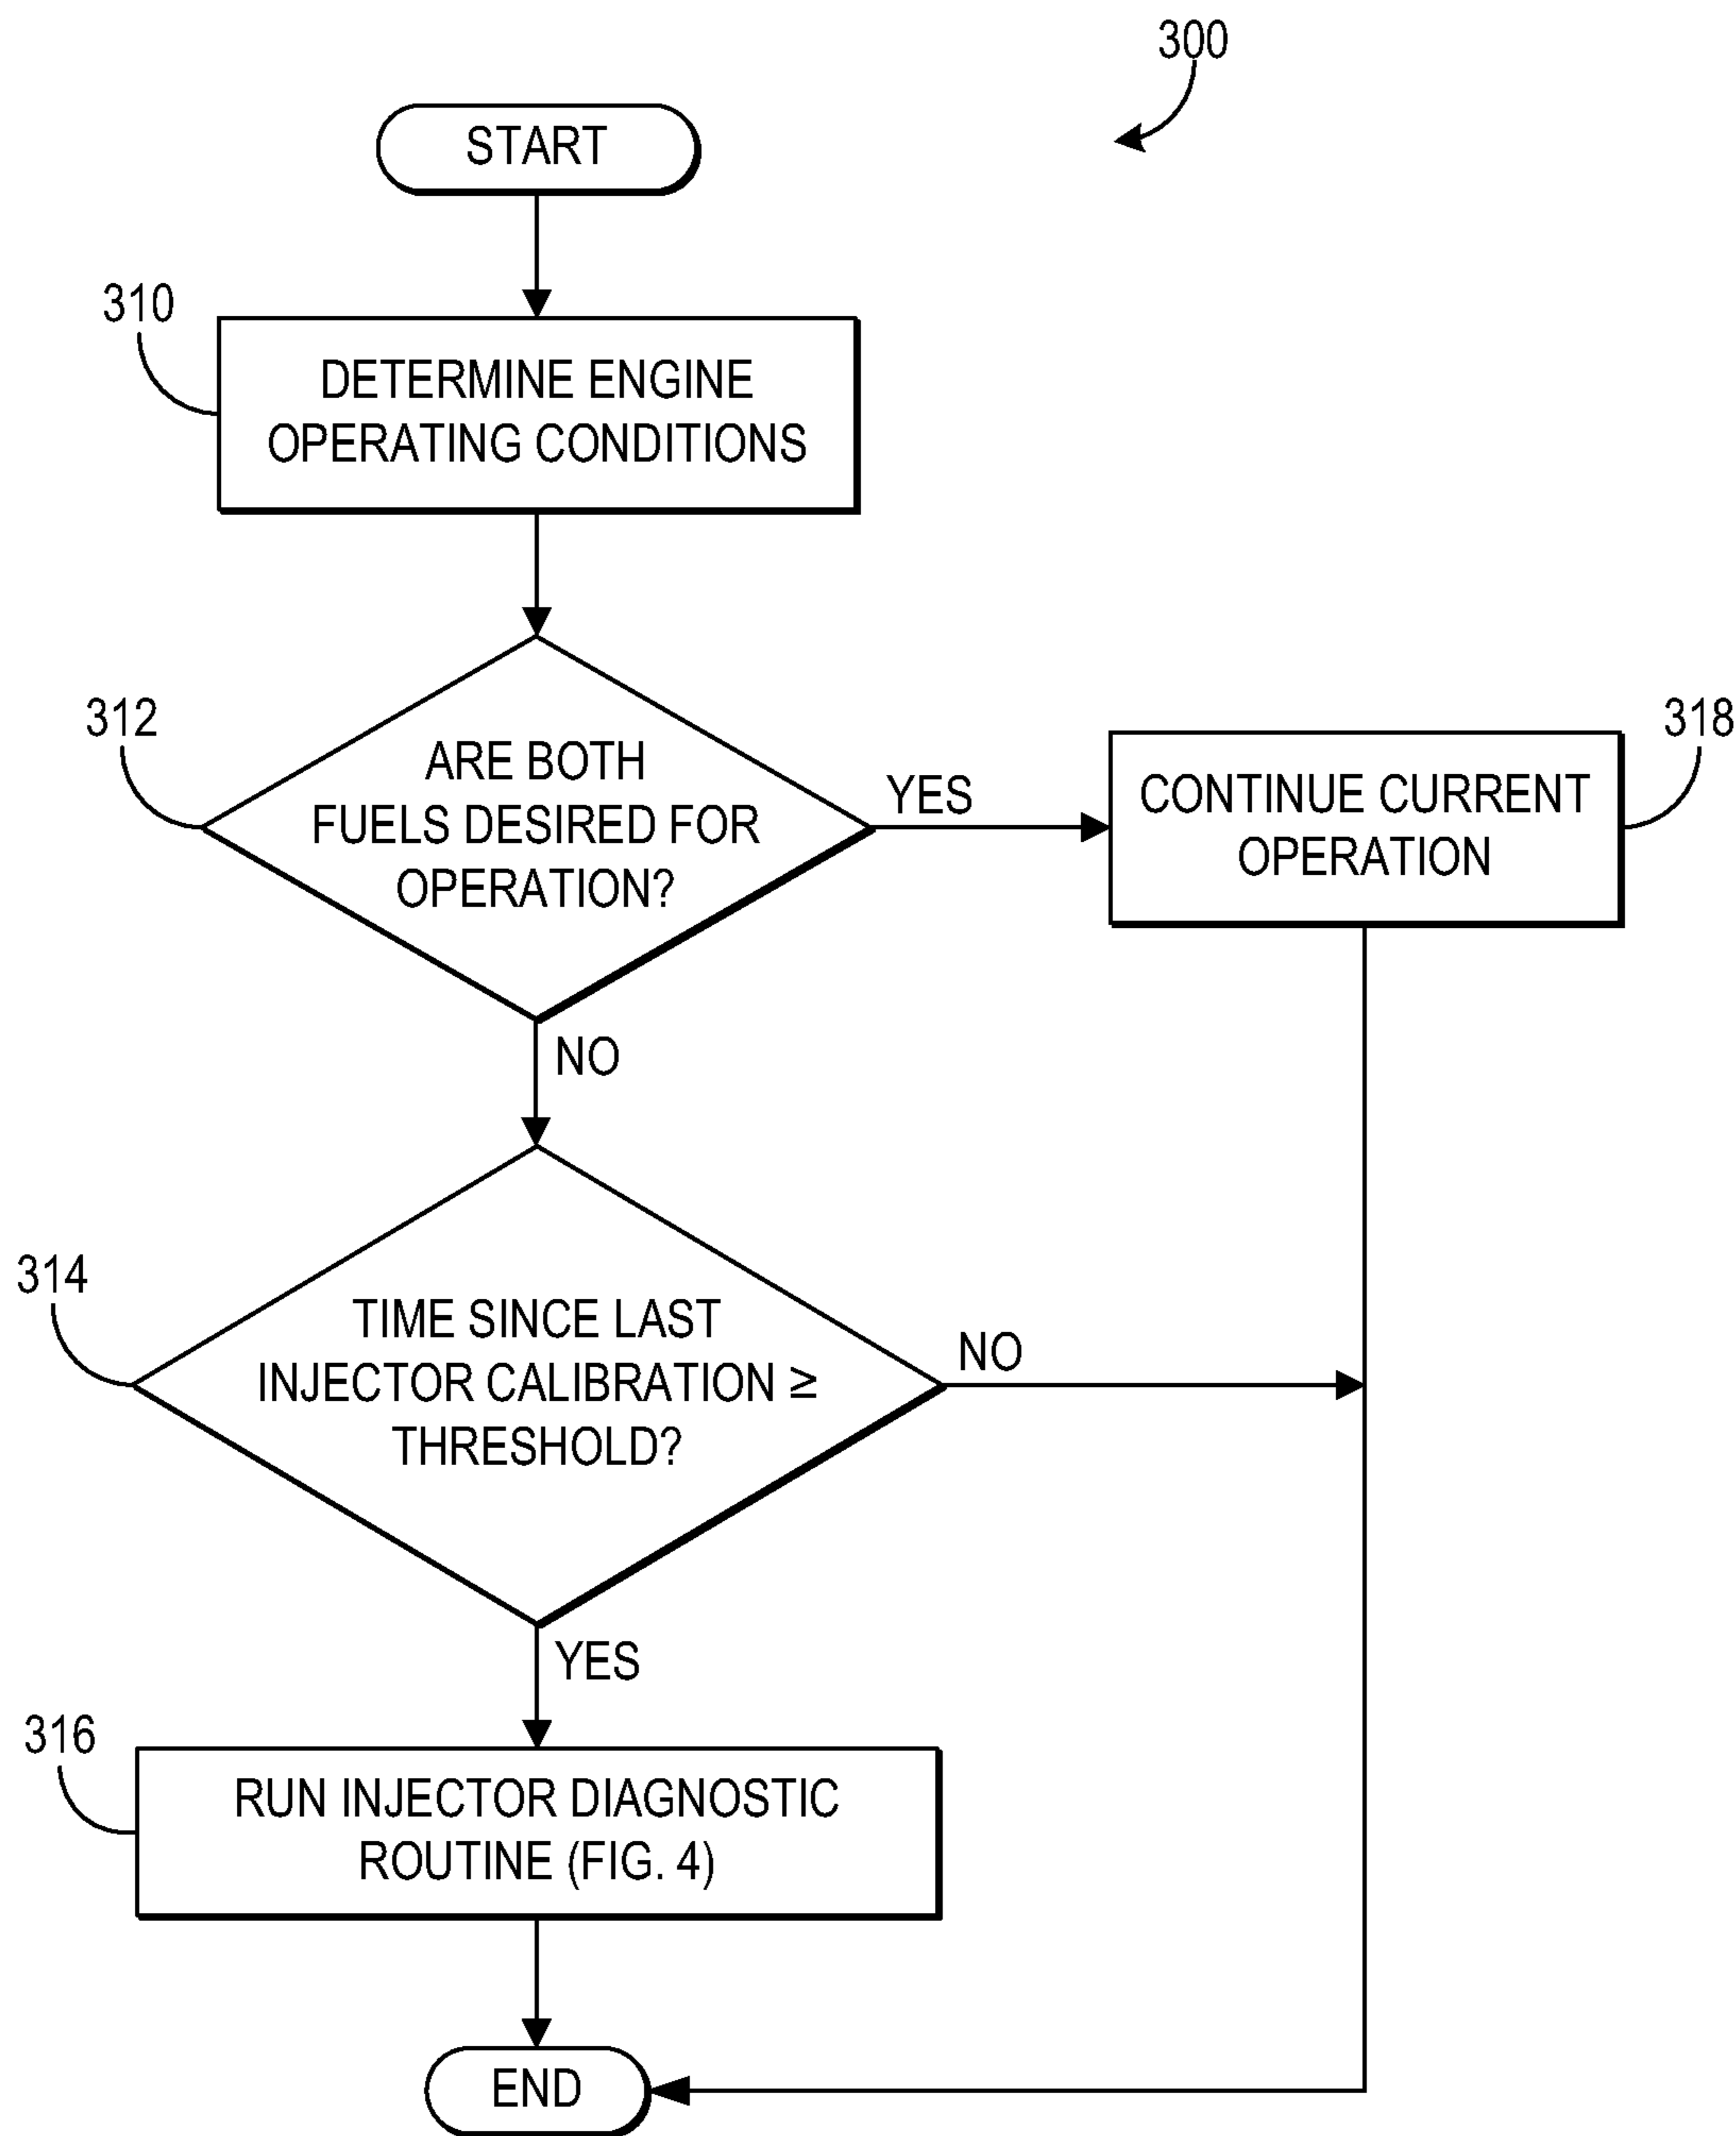 300
START
310
DETERMINE ENGINE
OPERATING CONDITIONS
312
ARE BOTH
FUELS DESIRED FOR
OPERATION?
YES
318
CONTINUE CURRENT
OPERATION
NO
314
TIME SINCE LAST
INJECTOR CALIBRATION ≥
THRESHOLD?
NO
YES
316
RUN INJECTOR DIAGNOSTIC
ROUTINE (FIG. 4)
END